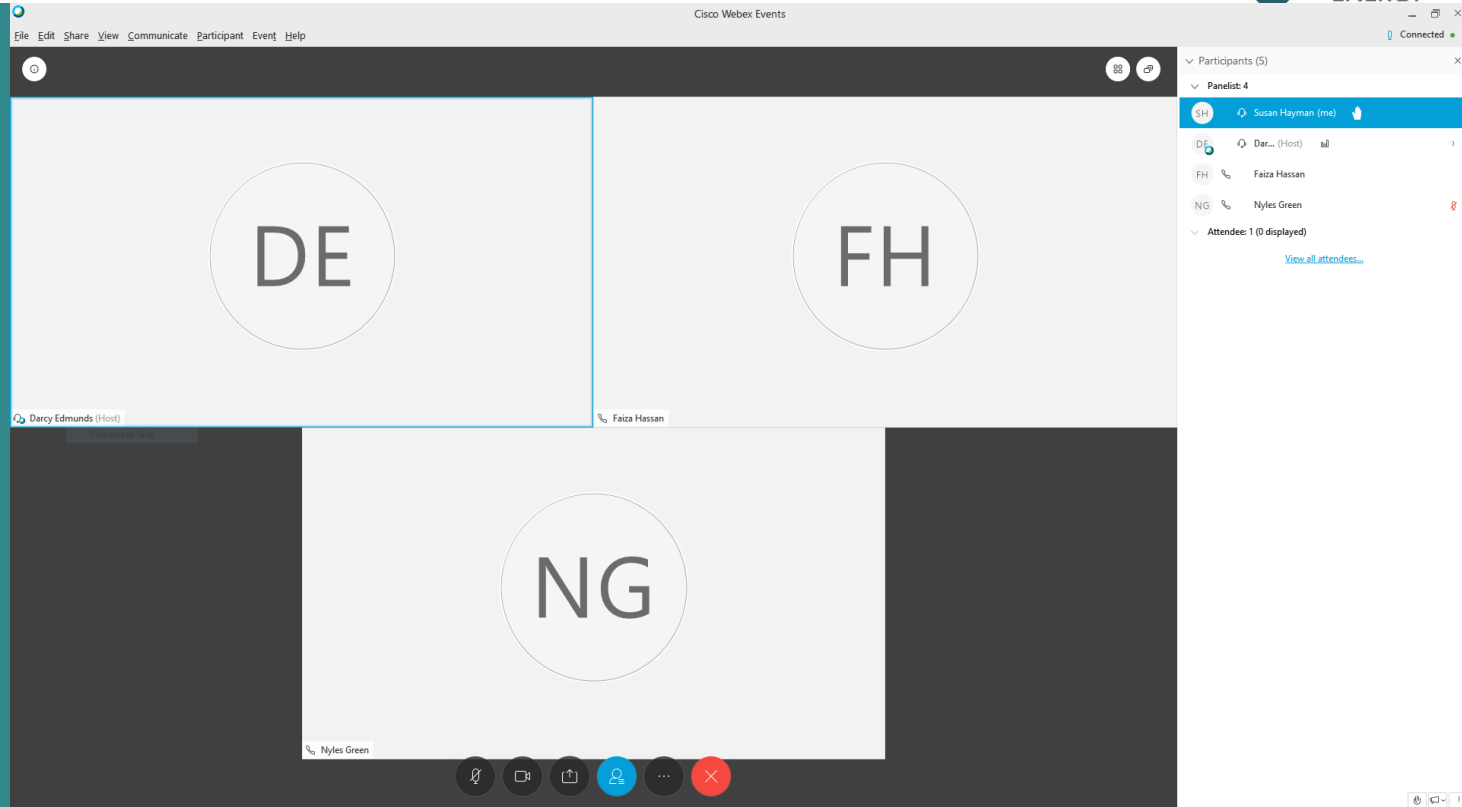 Cisco Webex Events
File Edit Share View Communicate Participant Event Help
Connected
Participants (5)
Panelist: 4
SH Susan Hayman (me)
DE Dar... (Host)
FH Faiza Hassan
NG Nyles Green
Attendee: 1 (0 displayed)
View all attendees...
DE
Darcy Edmunds (Host)
FH
Faiza Hassan
NG
Nyles Green